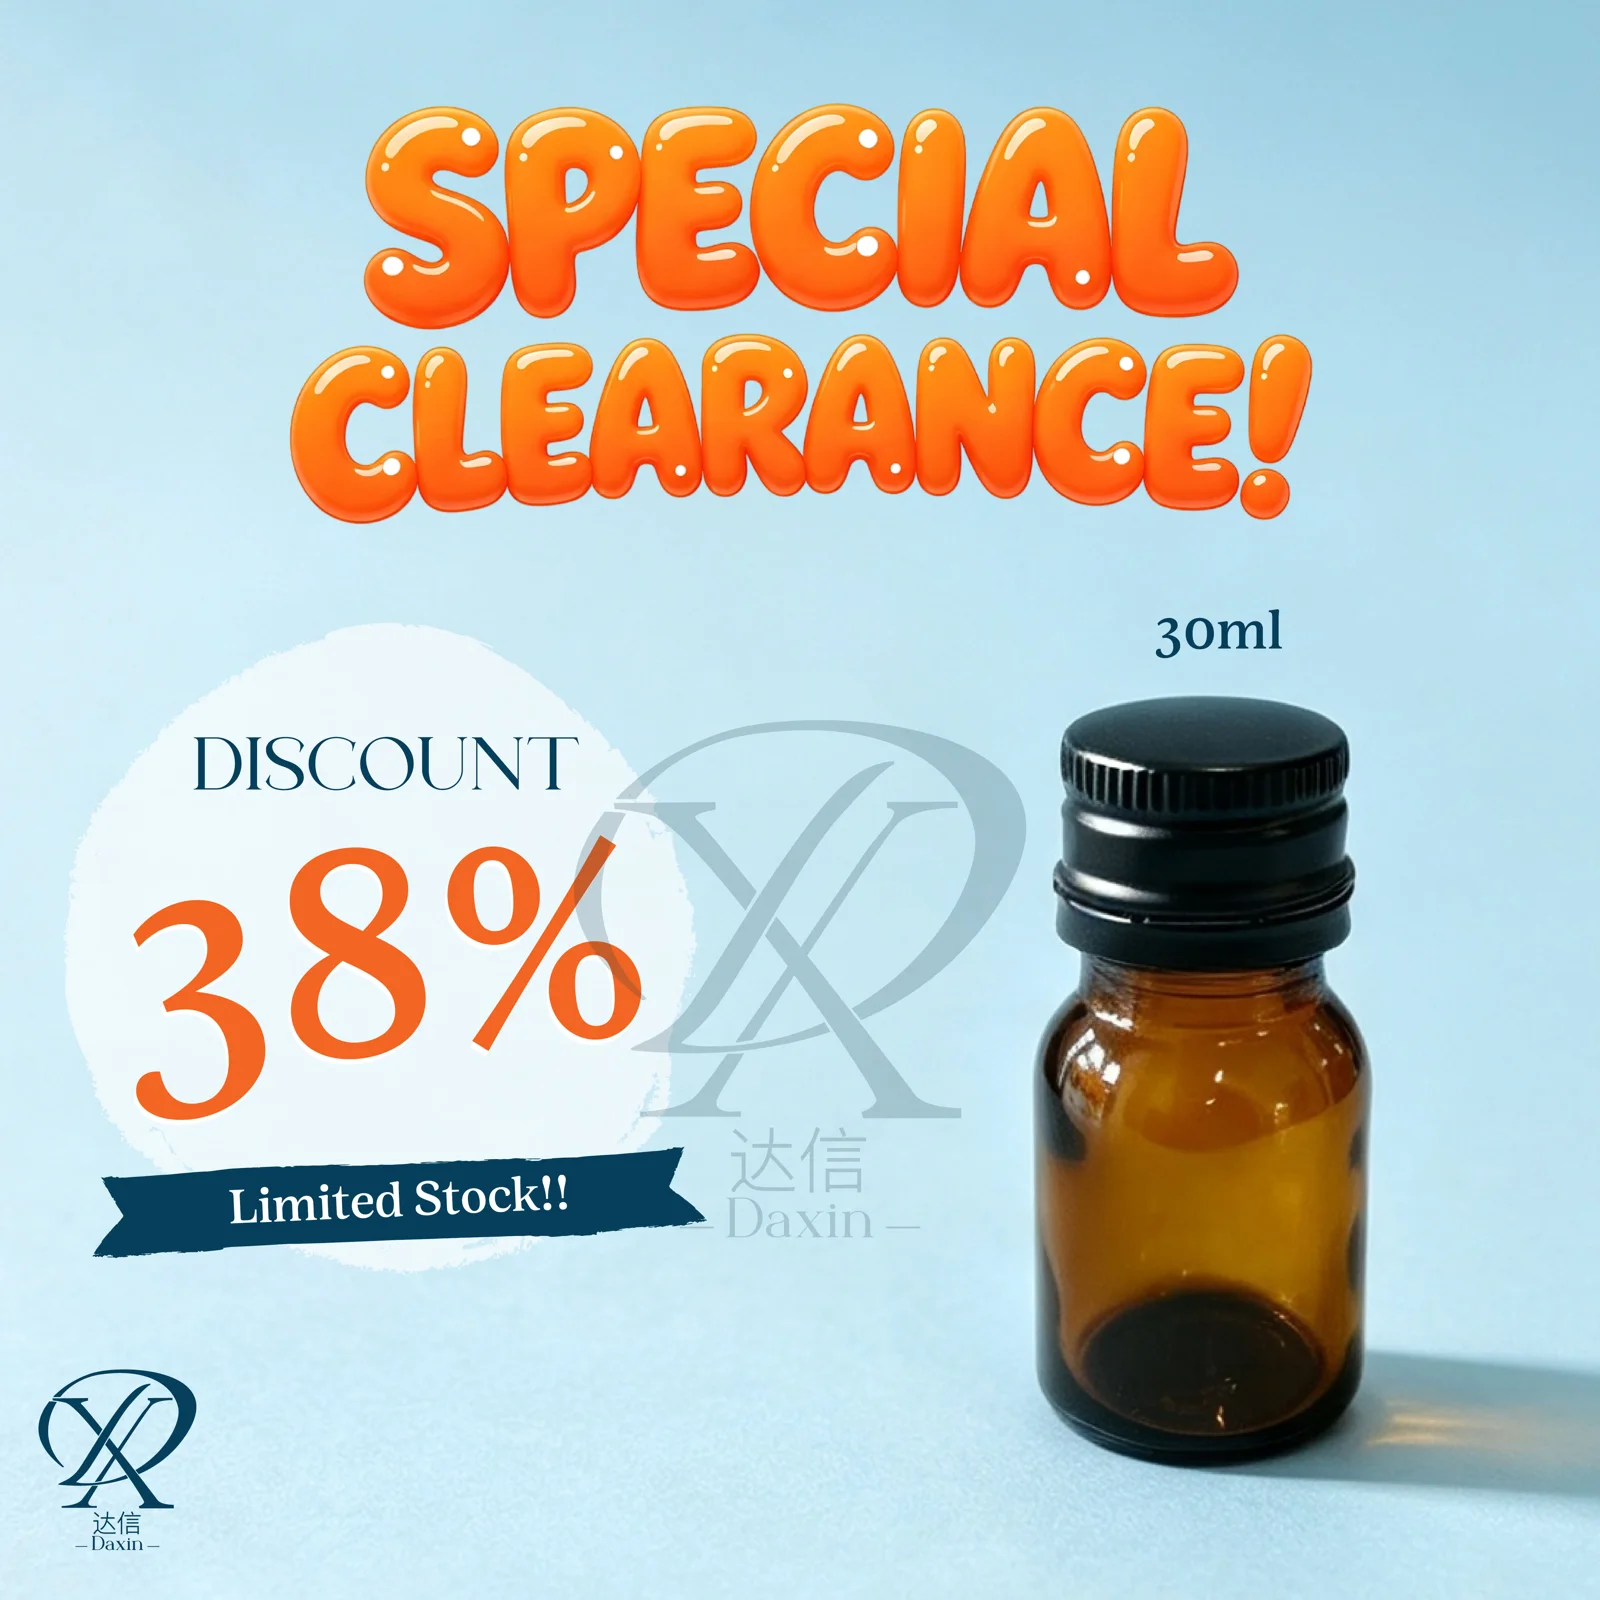 SPECIAL
CLEARANCE!
30ml
DISCOUNT
38%
Limited Stock!!
达信
Daxin
达信
Daxin